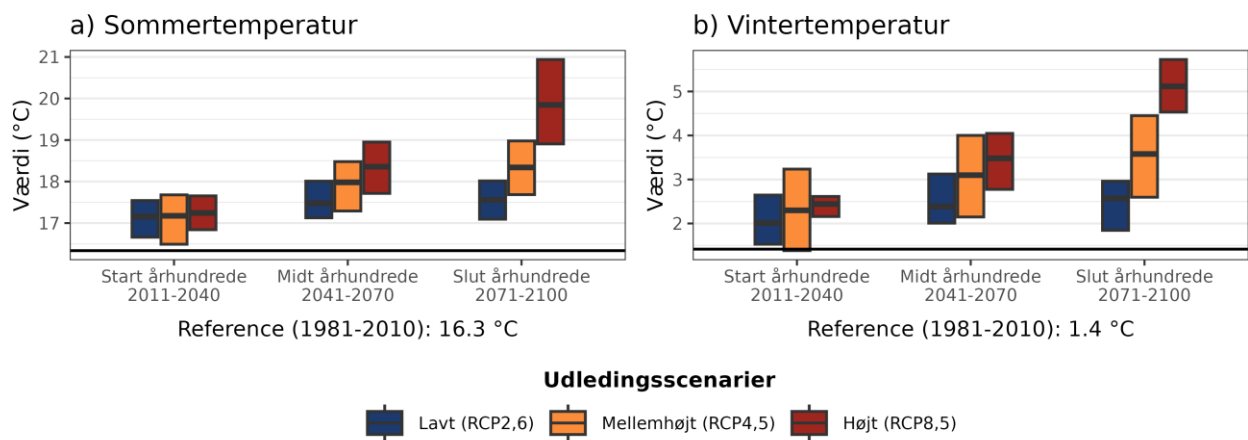 a) Sommertemperatur
Værdi (°C)
21
20
19
18
17
Start århundrede
2011-2040
Midt århundrede
2041-2070
Slut århundrede
2071-2100
Reference (1981-2010): 16.3 °C
b) Vintertemperatur
Værdi (°C)
5
4
3
2
Start århundrede
2011-2040
Midt århundrede
2041-2070
Slut århundrede
2071-2100
Reference (1981-2010): 1.4 °C
Udledingsscenarier
Lavt (RCP2,6)
Mellemhøjt (RCP4,5)
Højt (RCP8,5)